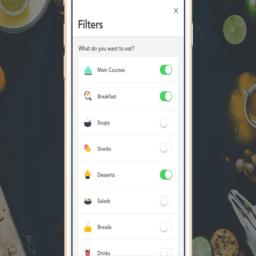 X
Filters
What do you want to eat?
Main Courses
Breakfast
Soups
Snacks
Desserts
Salads
Breads
Drinks